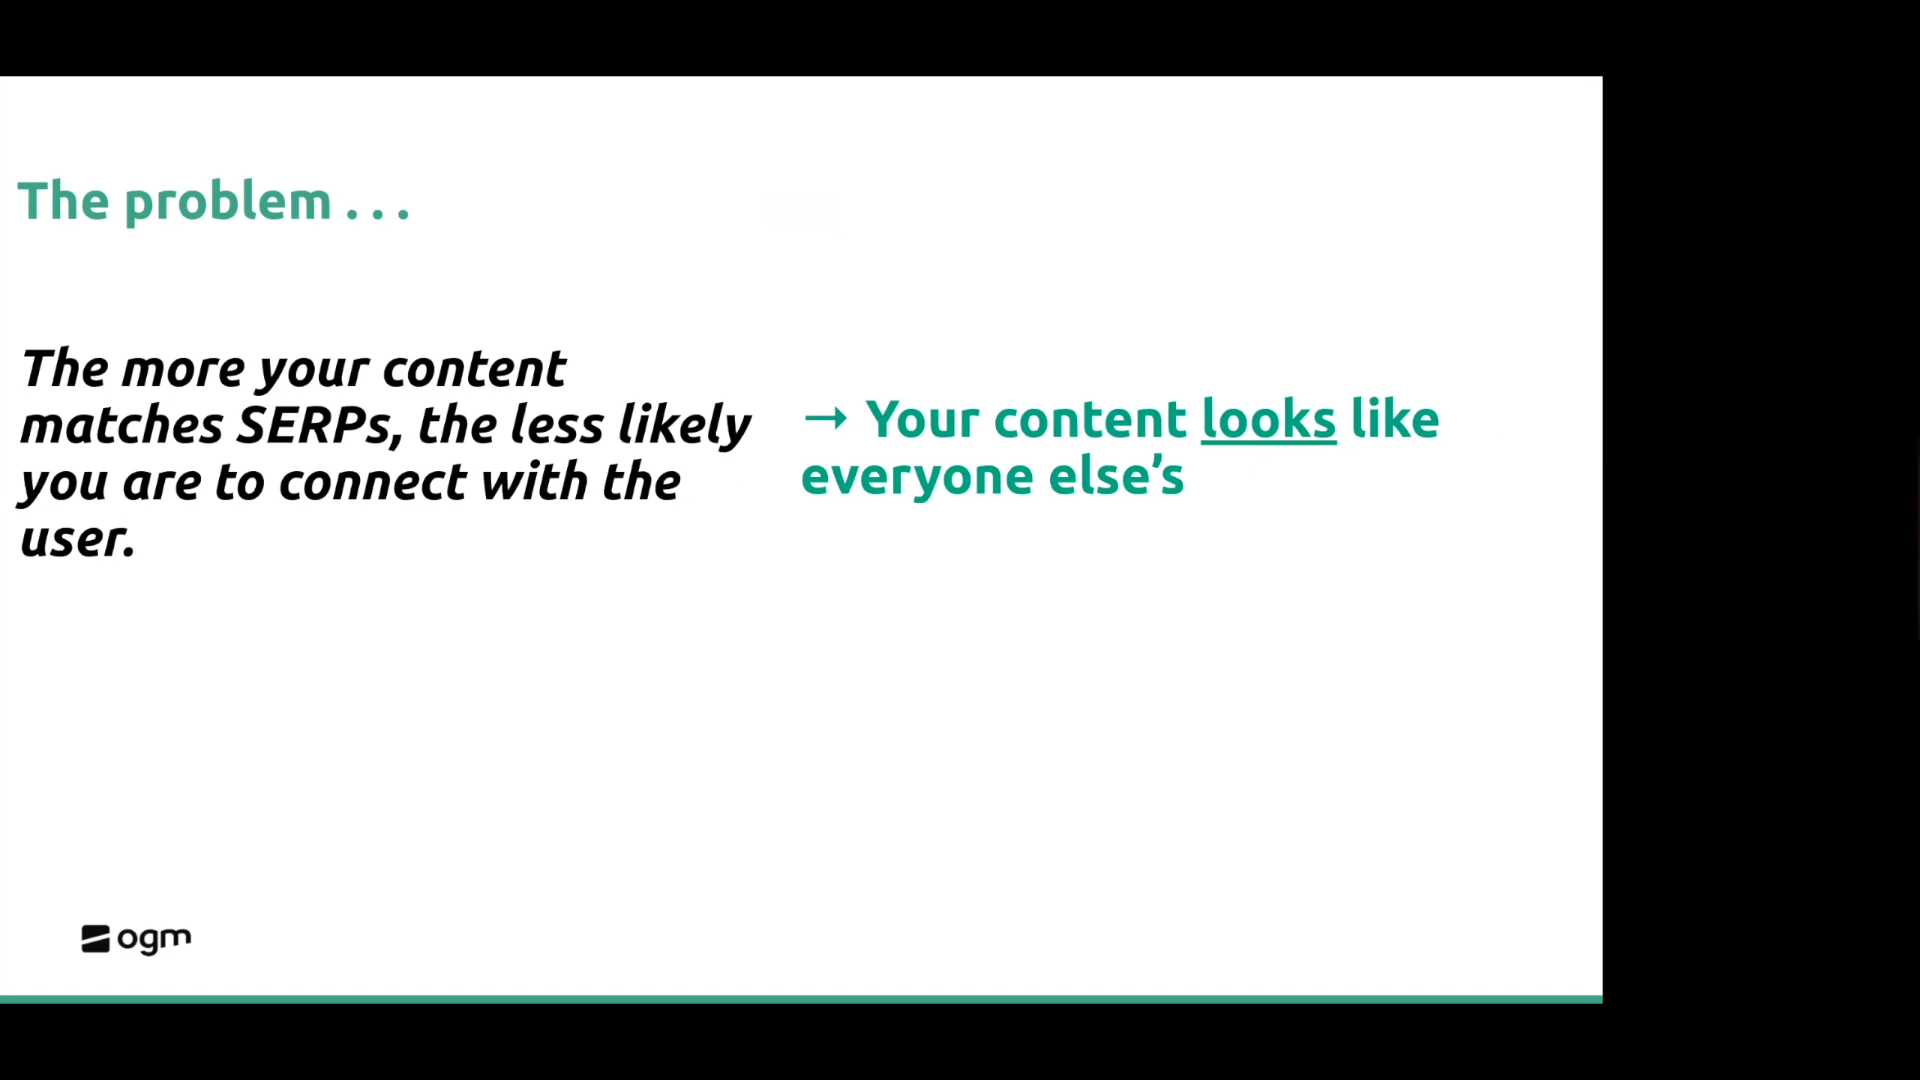 The problem . . .
The more your content
matches SERPs, the less likely
you are to connect with the
user.
→ Your content looks like
everyone else’s
ogm